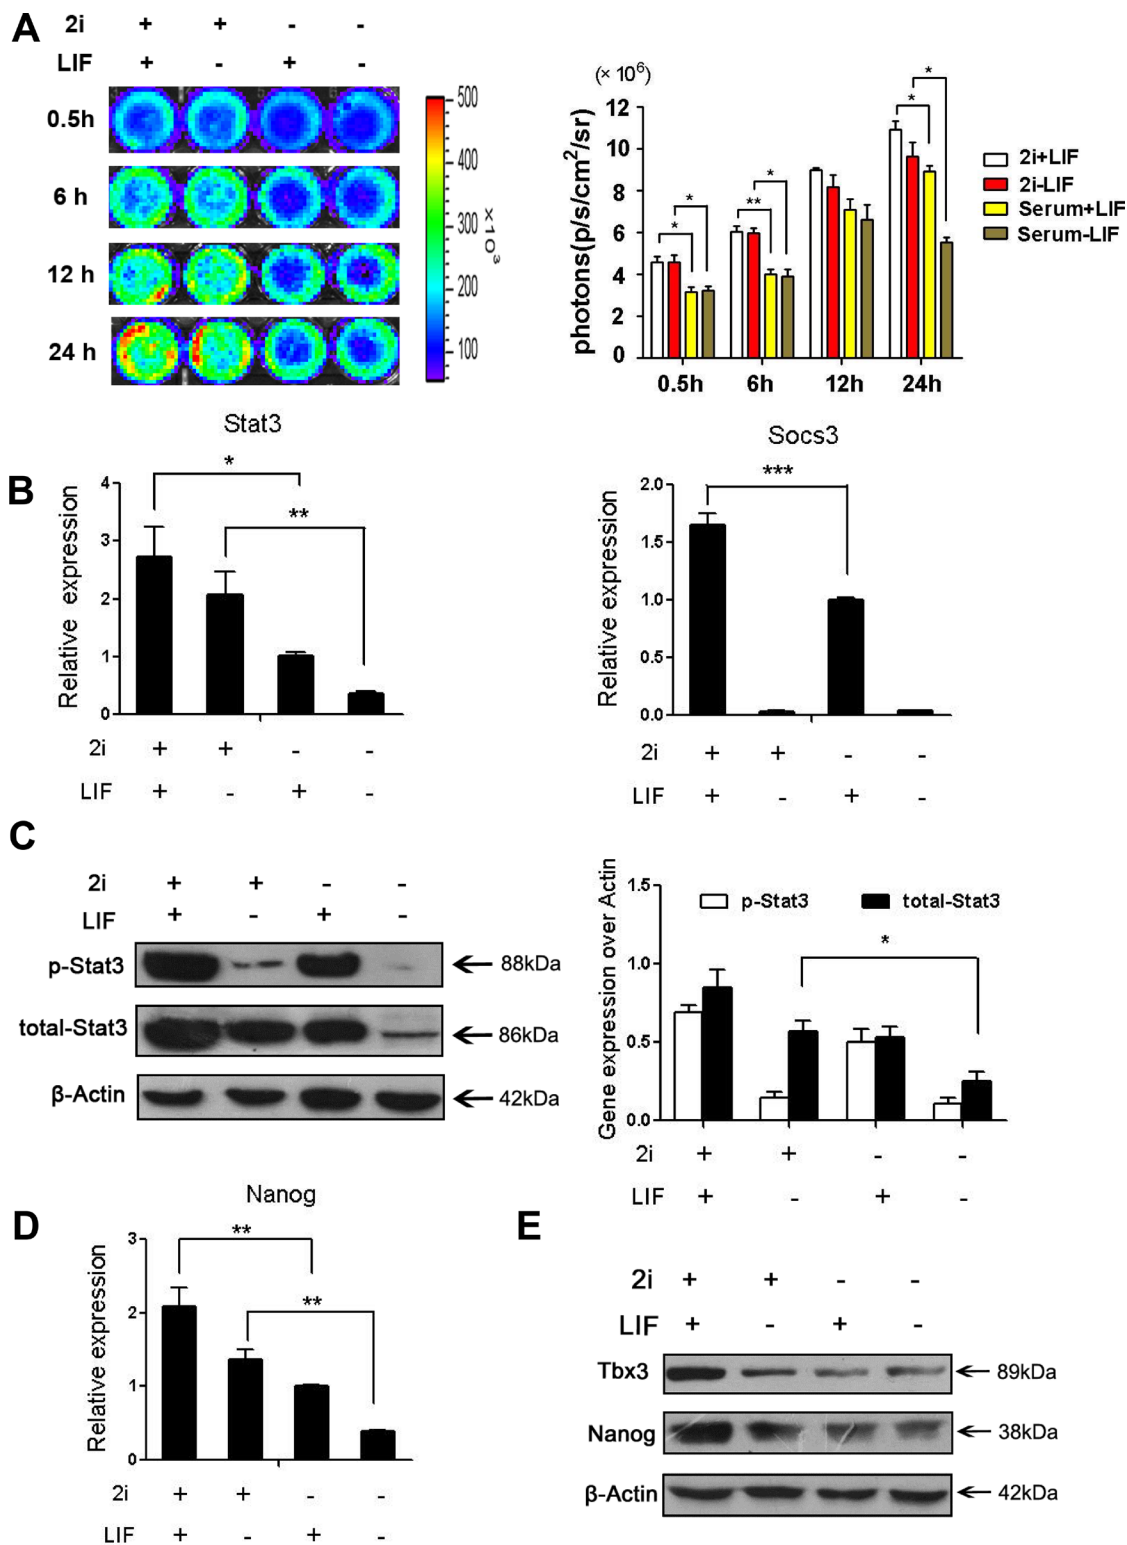 A
2i + + - -
LIF + - + -
0.5h
6 h
12 h
24 h
500
400
300
200
100
×10³
(× 10⁶)
photons(p/s/cm²/sr)
12
10
8
6
4
2
0
* *
** *
* *
0.5h 6h 12h 24h
2i+LIF
2i-LIF
Serum+LIF
Serum-LIF
B
Stat3
Relative expression
4
3
2
1
0
*
**
2i + + - -
LIF + - + -
Socs3
Relative expression
2.0
1.5
1.0
0.5
0.0
***
2i + + - -
LIF + - + -
C
2i + + - -
LIF + - + -
p-Stat3 88kDa
total-Stat3 86kDa
β-Actin 42kDa
Gene expression over Actin
1.5
1.0
0.5
0.0
p-Stat3 total-Stat3
*
2i + + - -
LIF + - + -
D
Nanog
Relative expression
3
2
1
0
**
**
2i + + - -
LIF + - + -
E
2i + + - -
LIF + - + -
Tbx3 89kDa
Nanog 38kDa
β-Actin 42kDa